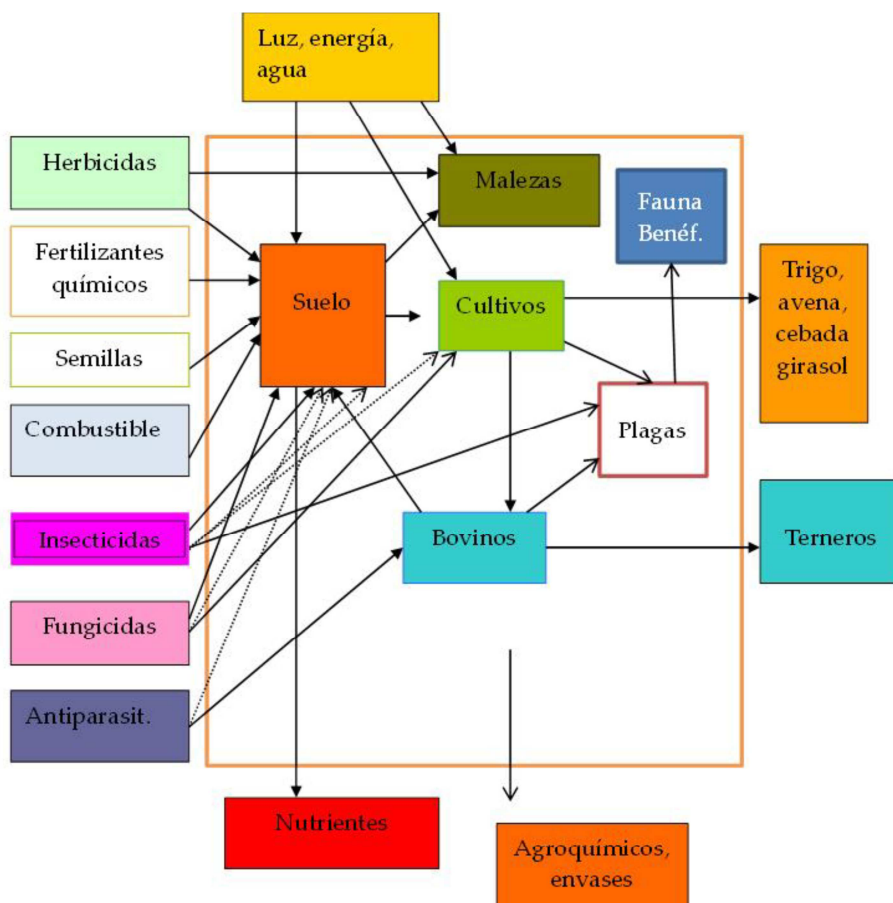 Luz, energía,
agua
Herbicidas
Malezas
Fauna
Benéf.
Fertilizantes
químicos
Suelo
Cultivos
Trigo,
avena,
cebada
girasol
Semillas
Combustible
Plagas
Insecticidas
Bovinos
Terneros
Fungicidas
Antiparasit.
Nutrientes
Agroquímicos,
envases